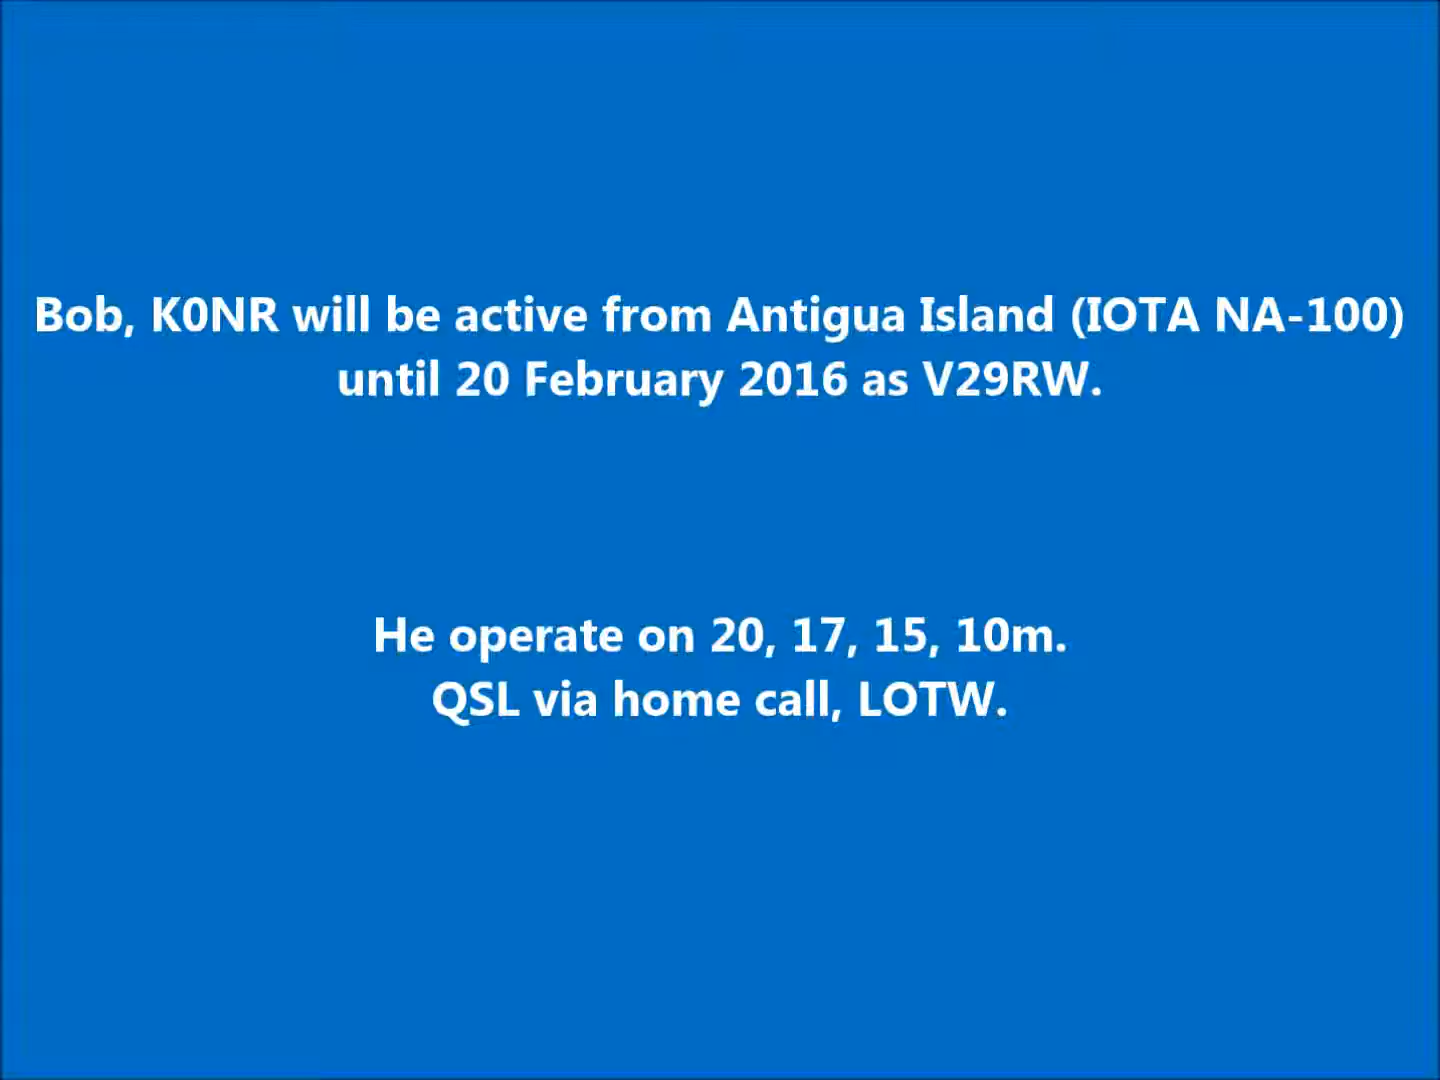 Bob, K0NR will be active from Antigua Island (IOTA NA-100)
until 20 February 2016 as V29RW.
He operate on 20, 17, 15, 10m.
QSL via home call, LOTW.